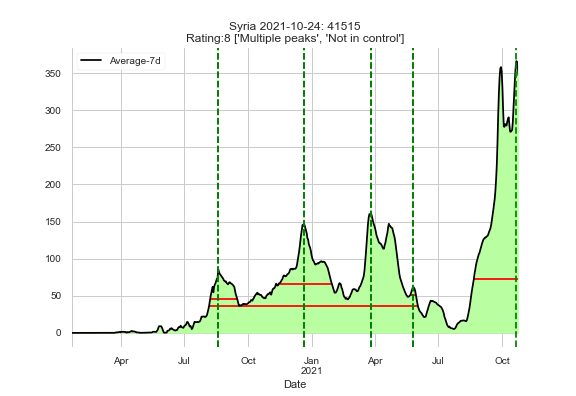 Syria 2021-10-24: 41515
Rating:8 ['Multiple peaks', 'Not in control']
Average-7d
350
300
250
200
150
100
50
0
Apr
Jul
Oct
Jan
2021
Apr
Jul
Oct
Date